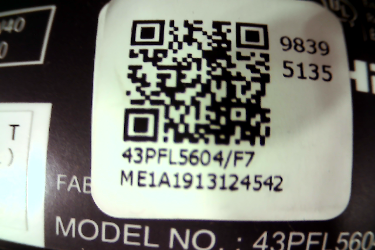 9839
5135
43PFL5604/F7
ME1A1913124542
MODEL NO. : 43PFL560